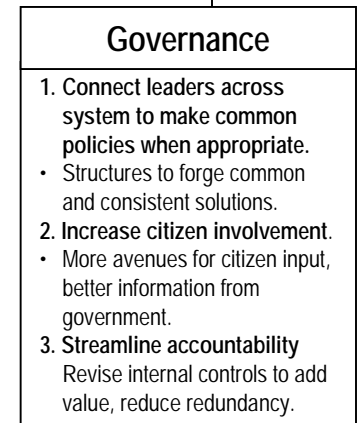 Governance
1. Connect leaders across
system to make common
policies when appropriate.
• Structures to forge common
and consistent solutions.
2. Increase citizen involvement.
• More avenues for citizen input,
better information from
government.
3. Streamline accountability
Revise internal controls to add
value, reduce redundancy.